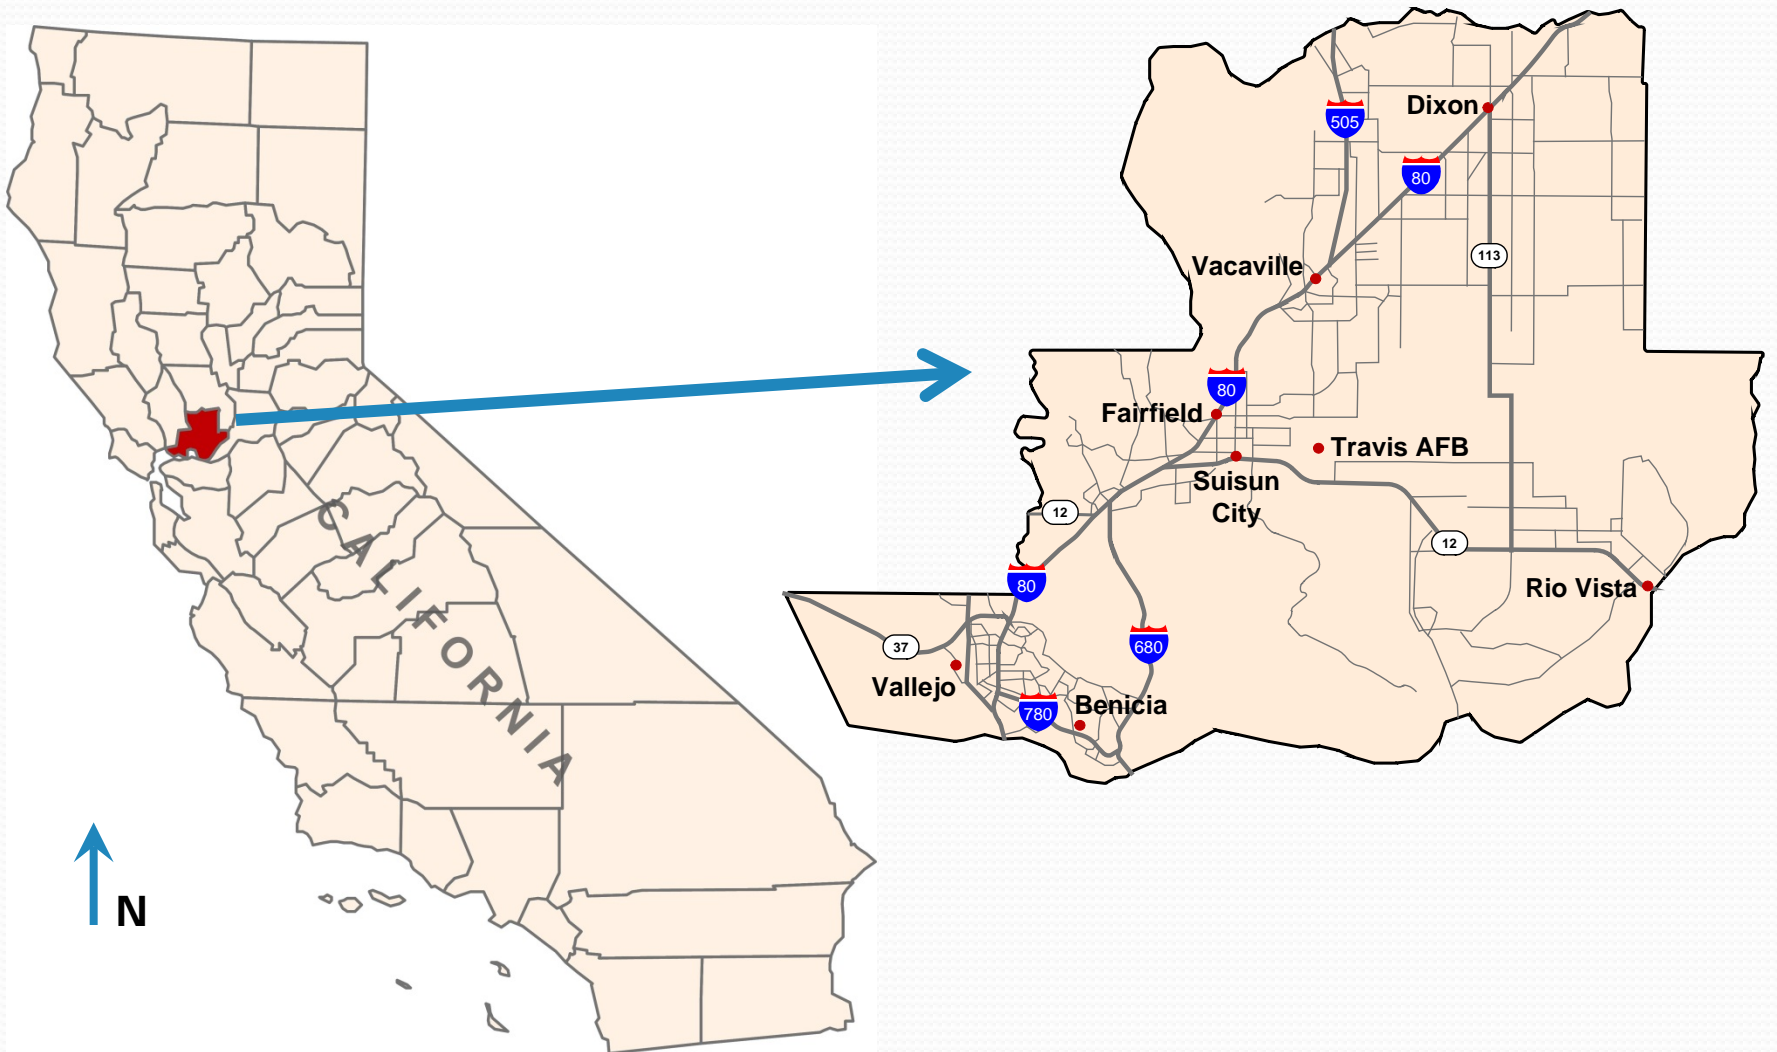 CALIFORNIA
N
505
Dixon
80
113
Vacaville
80
Fairfield
Travis AFB
Suisun
City
12
12
80
Rio Vista
37
680
Vallejo
780
Benicia